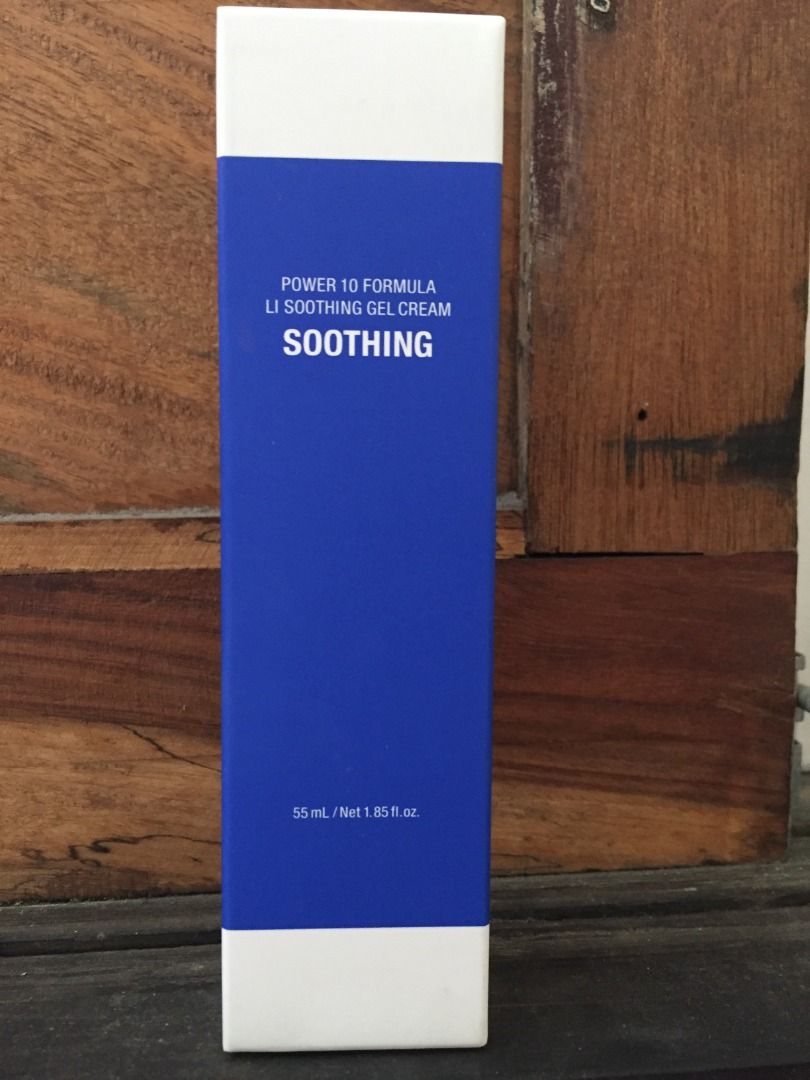 POWER 10 FORMULA
LI SOOTHING GEL CREAM
SOOTHING
55 mL / Net 1.85 fl.oz.